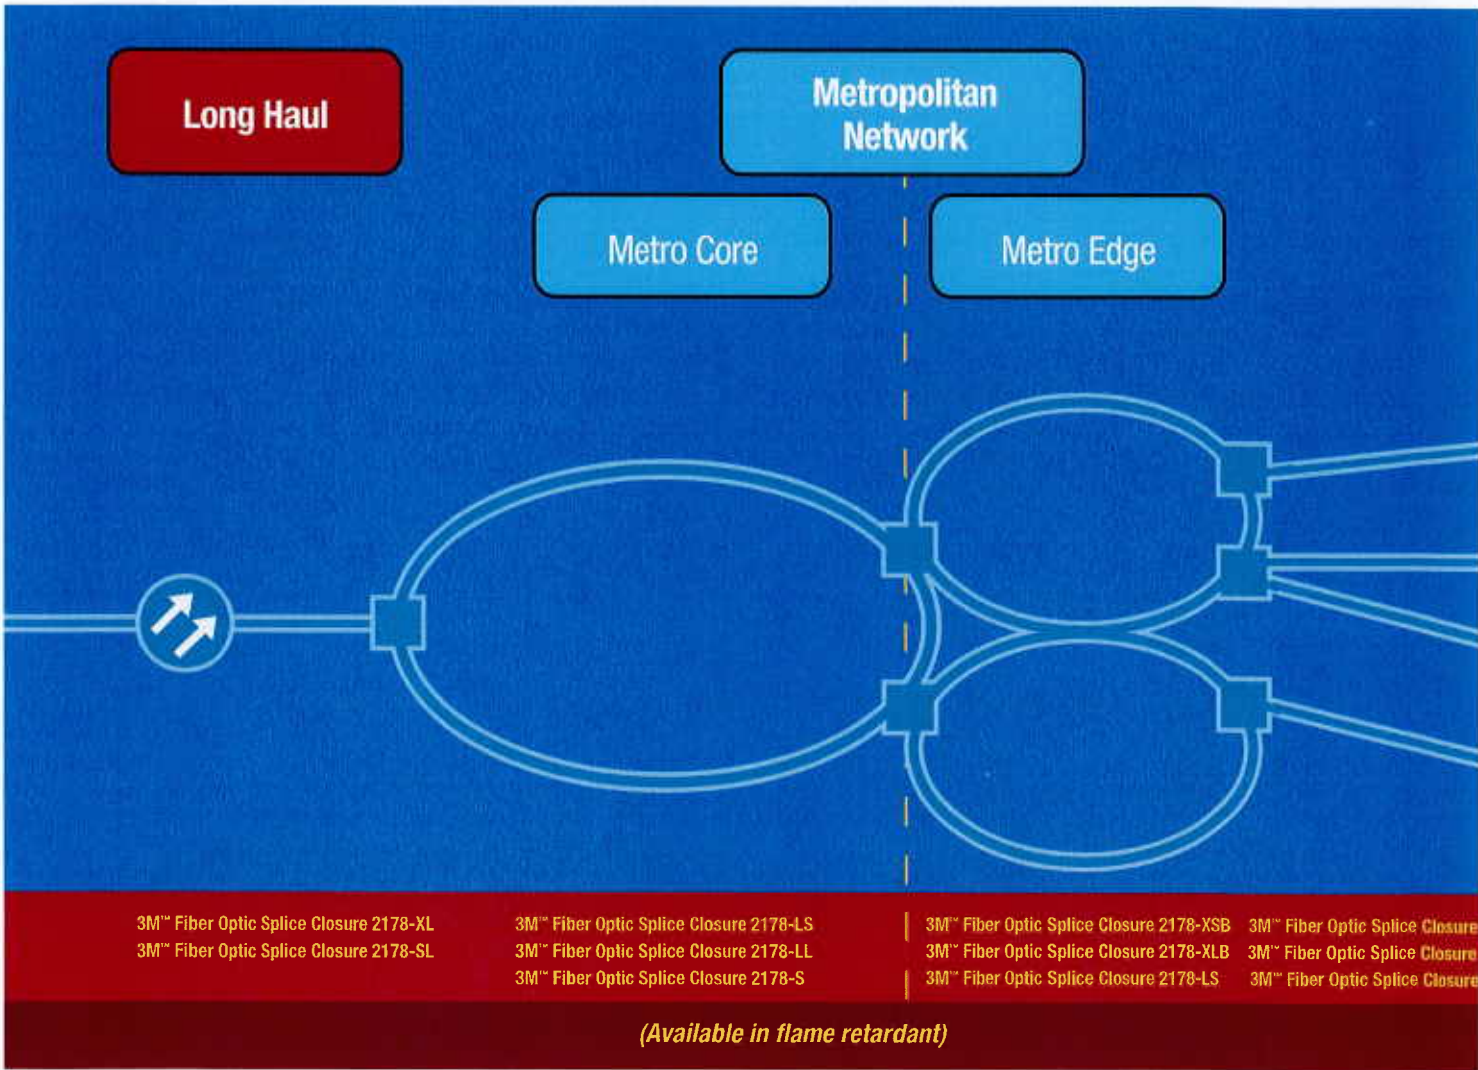 Long Haul
Metropolitan
Network
Metro Core
Metro Edge
3M™ Fiber Optic Splice Closure 2178-XL
3M™ Fiber Optic Splice Closure 2178-SL
3M™ Fiber Optic Splice Closure 2178-LS
3M™ Fiber Optic Splice Closure 2178-LL
3M™ Fiber Optic Splice Closure 2178-S
3M™ Fiber Optic Splice Closure 2178-XSB
3M™ Fiber Optic Splice Closure 2178-XLB
3M™ Fiber Optic Splice Closure 2178-LS
3M™ Fiber Optic Splice Closure
3M™ Fiber Optic Splice Closure
3M™ Fiber Optic Splice Closure
(Available in flame retardant)